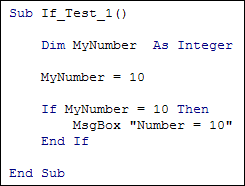 Sub If_Test_1()
Dim MyNumber As Integer
MyNumber = 10
If MyNumber = 10 Then
MsgBox "Number = 10"
End If
End Sub